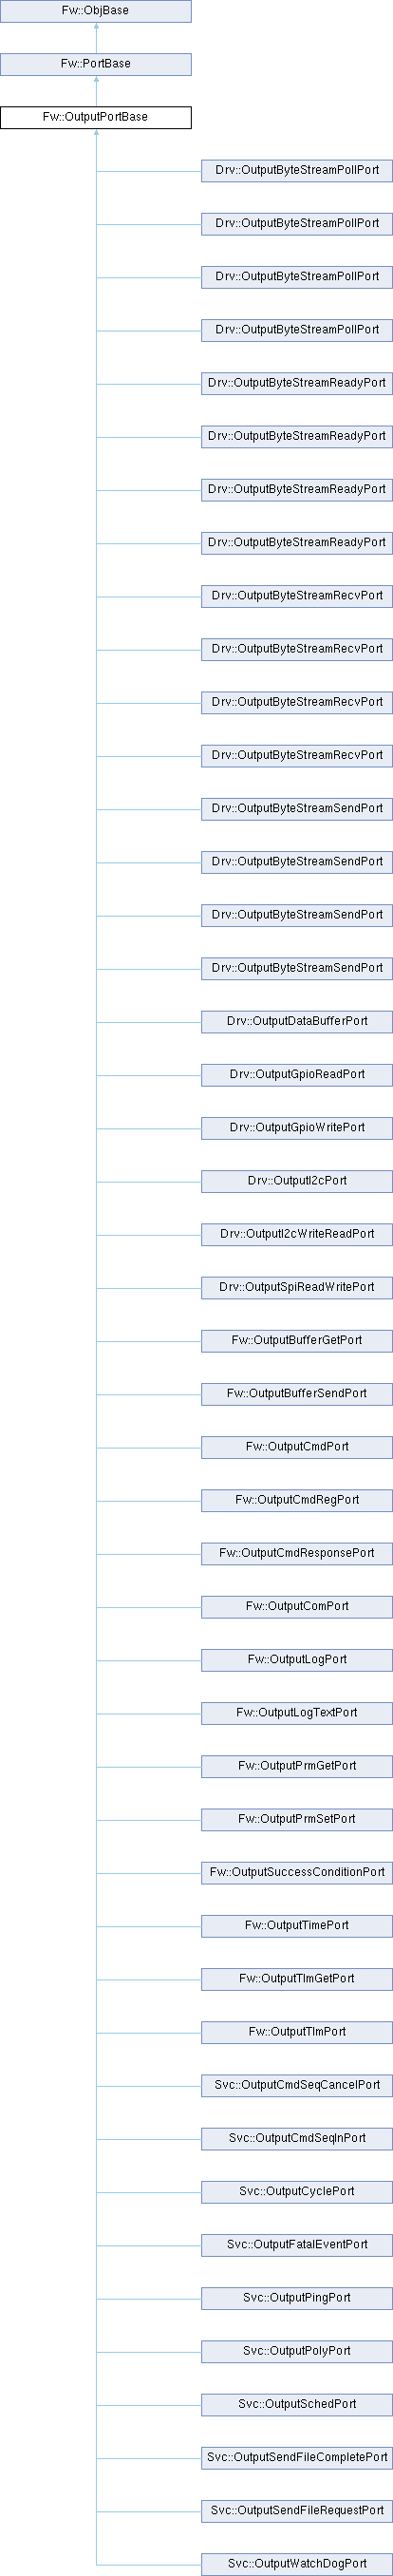 Fw::ObjBase
Fw::PortBase
Fw::OutputPortBase
Drv::OutputByteStreamPollPort
Drv::OutputByteStreamPollPort
Drv::OutputByteStreamPollPort
Drv::OutputByteStreamPollPort
Drv::OutputByteStreamReadyPort
Drv::OutputByteStreamReadyPort
Drv::OutputByteStreamReadyPort
Drv::OutputByteStreamReadyPort
Drv::OutputByteStreamRecvPort
Drv::OutputByteStreamRecvPort
Drv::OutputByteStreamRecvPort
Drv::OutputByteStreamRecvPort
Drv::OutputByteStreamSendPort
Drv::OutputByteStreamSendPort
Drv::OutputByteStreamSendPort
Drv::OutputByteStreamSendPort
Drv::OutputDataBufferPort
Drv::OutputGpioReadPort
Drv::OutputGpioWritePort
Drv::OutputI2cPort
Drv::OutputI2cWriteReadPort
Drv::OutputSpiReadWritePort
Fw::OutputBufferGetPort
Fw::OutputBufferSendPort
Fw::OutputCmdPort
Fw::OutputCmdRegPort
Fw::OutputCmdResponsePort
Fw::OutputComPort
Fw::OutputLogPort
Fw::OutputLogTextPort
Fw::OutputPrmGetPort
Fw::OutputPrmSetPort
Fw::OutputSuccessConditionPort
Fw::OutputTimePort
Fw::OutputTlmGetPort
Fw::OutputTlmPort
Svc::OutputCmdSeqCancelPort
Svc::OutputCmdSeqInPort
Svc::OutputCyclePort
Svc::OutputFatalEventPort
Svc::OutputPingPort
Svc::OutputPolyPort
Svc::OutputSchedPort
Svc::OutputSendFileCompletePort
Svc::OutputSendFileRequestPort
Svc::OutputWatchDogPort